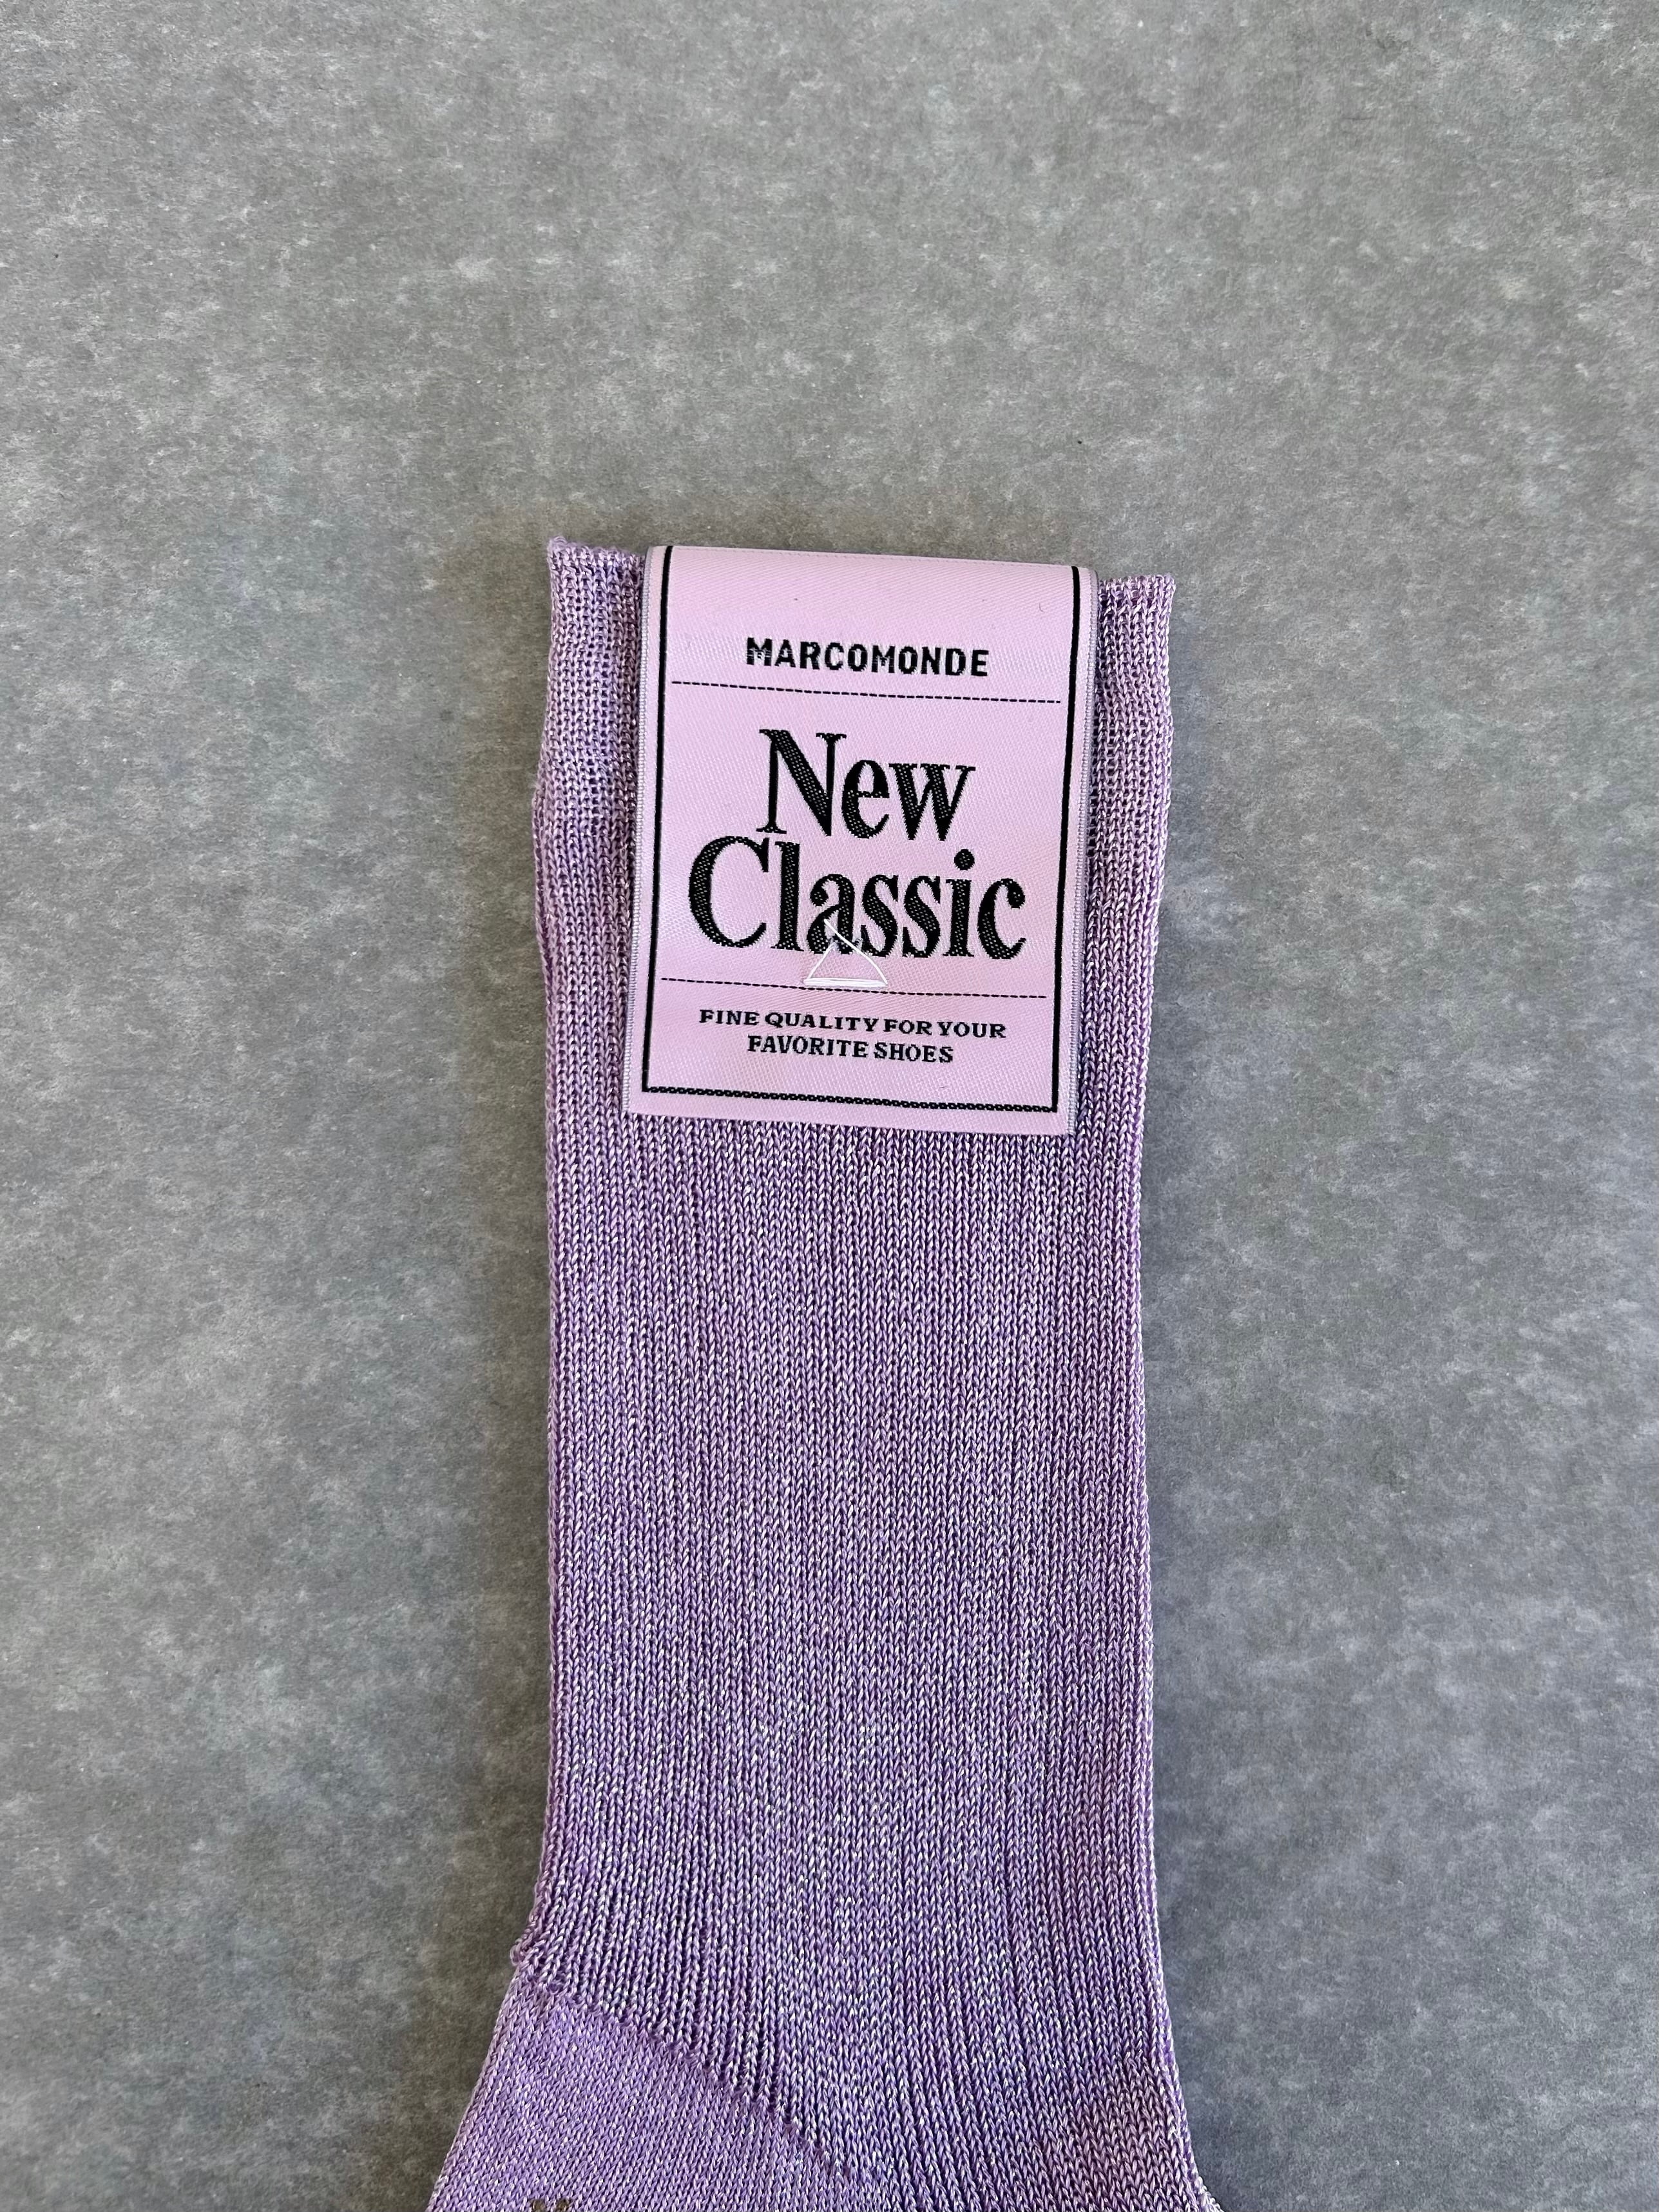 MARCOMONDE
New
Classic
FINE QUALITY FOR YOUR
FAVORITE SHOES